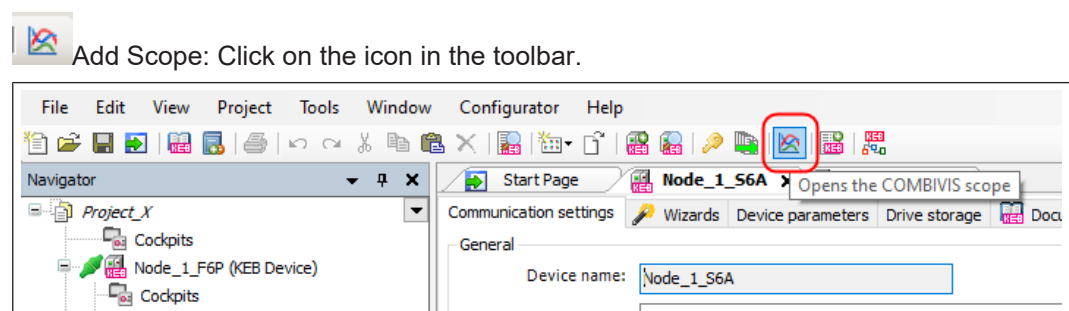 Add Scope: Click on the icon in the toolbar.
File Edit View Project Tools Window Configurator Help
Navigator
Start Page Node_1_S6A
Opens the COMBIVIS scope
Project_X
Communication settings Wizards Device parameters Drive storage Docu
Cockpits
General
Node_1_F6P (KEB Device)
Device name: Node_1_S6A
Cockpits